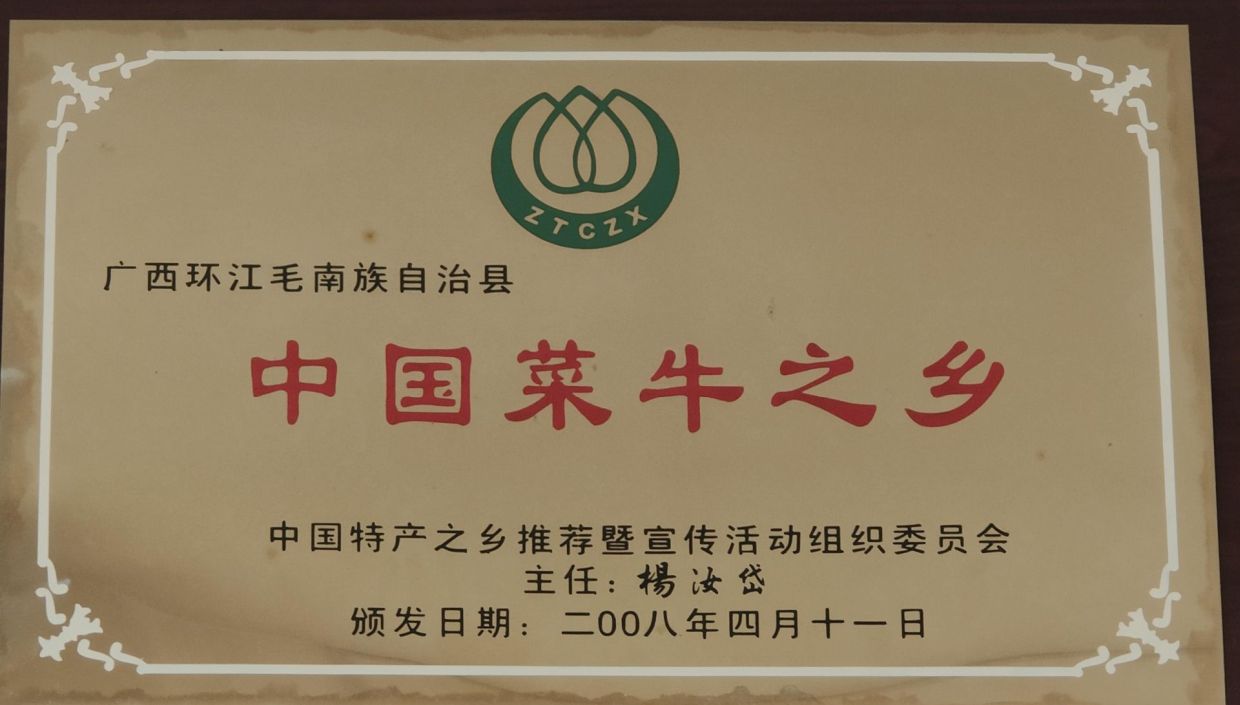 ZTCZX
广西环江毛南族自治县
中国菜牛之乡
中国特产之乡推荐暨宣传活动组织委员会
主任：楊汝岱
颁发日期：二00八年四月十一日